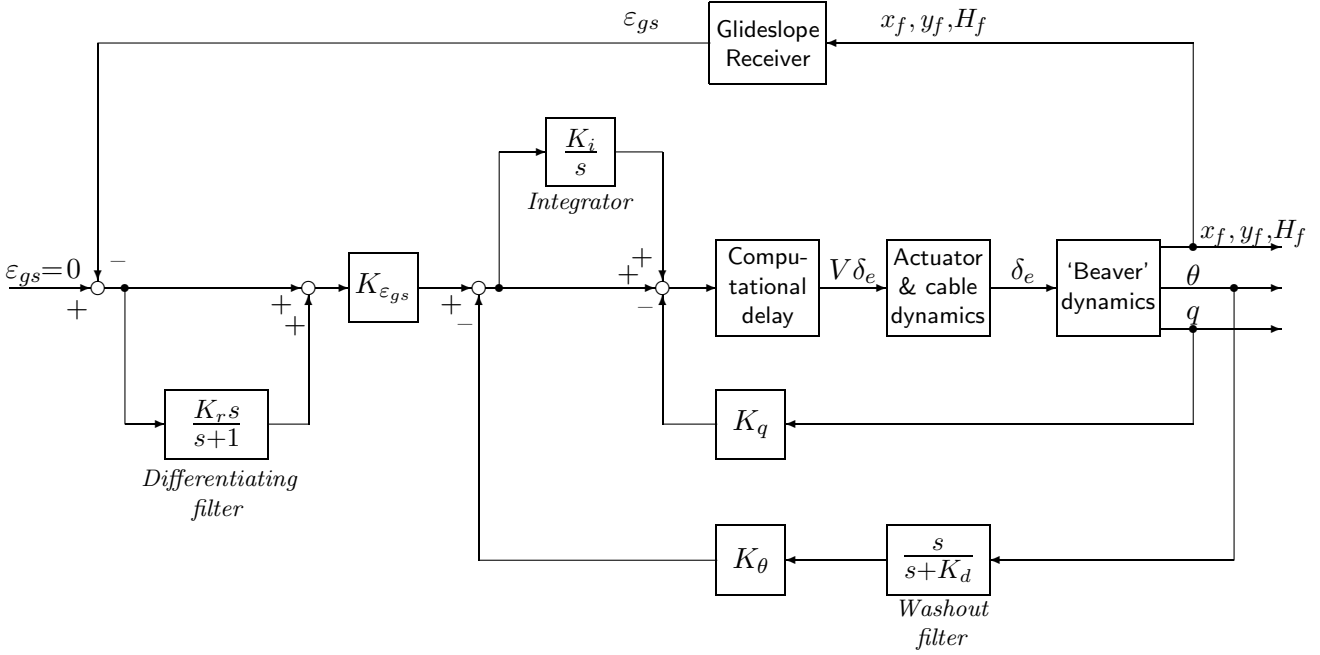 ε_gs
Glideslope
Receiver
x_f, y_f, H_f
K_i
s
Integrator
x_f, y_f, H_f
ε_gs=0
−
+
+
+
K_ε_gs
+
−
+
+
−
Compu-
tational
delay
Vδ_e
Actuator
& cable
dynamics
δ_e
‘Beaver’
dynamics
θ
q
K_r s
s+1
Differentiating
filter
K_q
K_θ
s
s+K_d
Washout
filter